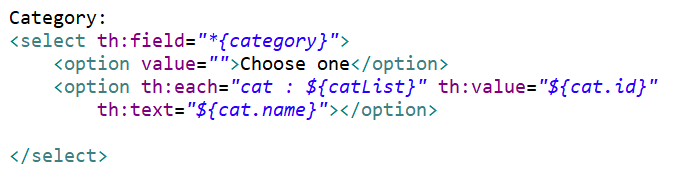 Category:
<select th:field="*{category}">
    <option value="">Choose one</option>
    <option th:each="cat : ${catList}" th:value="${cat.id}"
        th:text="${cat.name}"></option>
</select>